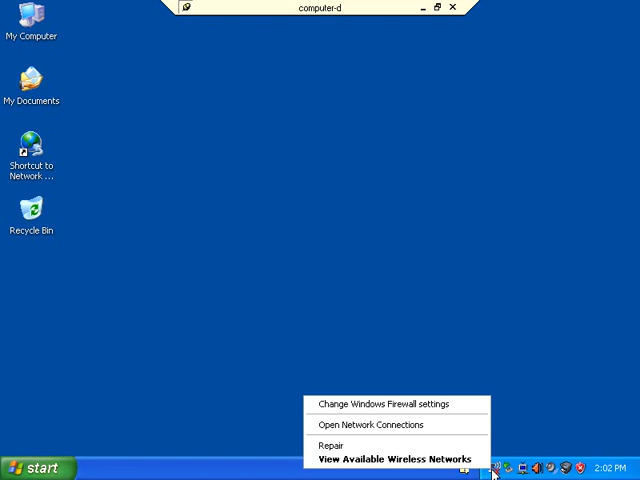 computer-d
My Computer
My Documents
Shortcut to
Network ...
Recycle Bin
Change Windows Firewall settings
Open Network Connections
Repair
View Available Wireless Networks
start
2:02 PM